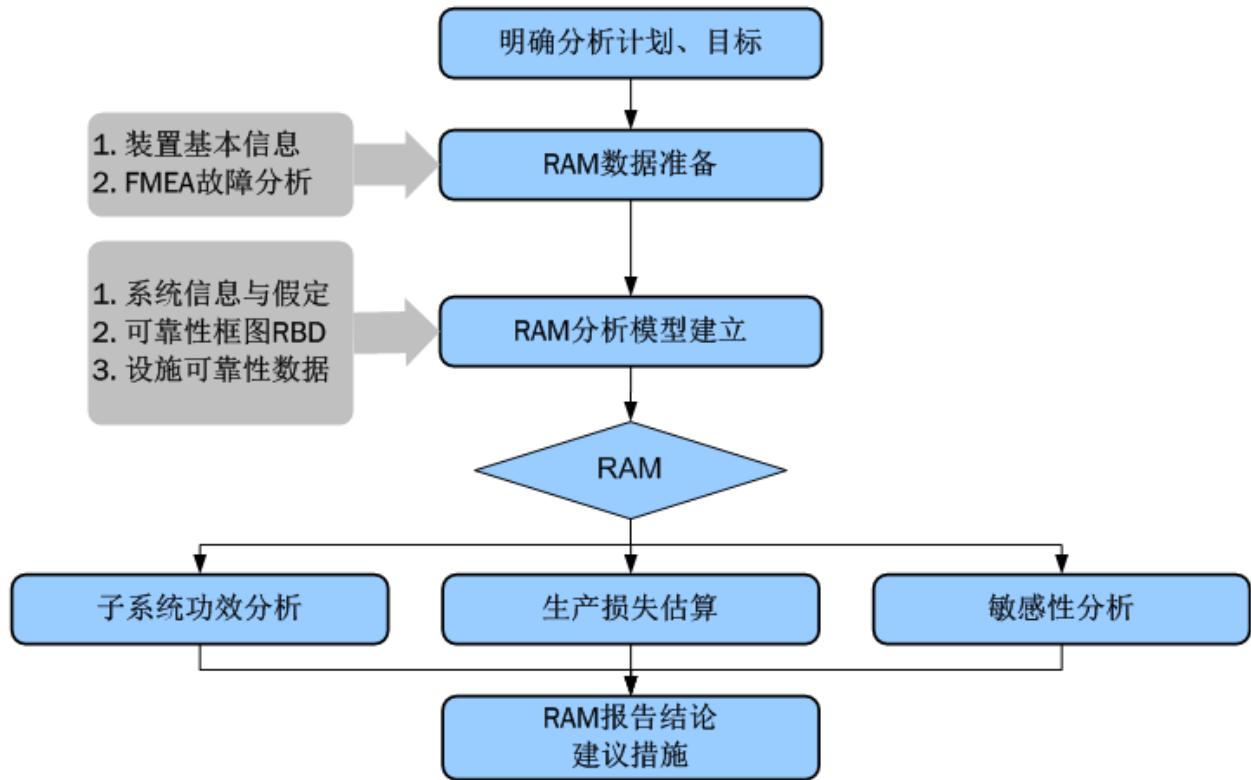 明确分析计划、目标
1. 装置基本信息
2. FMEA故障分析
RAM数据准备
1. 系统信息与假定
2. 可靠性框图RBD
3. 设施可靠性数据
RAM分析模型建立
RAM
子系统功效分析
生产损失估算
敏感性分析
RAM报告结论
建议措施